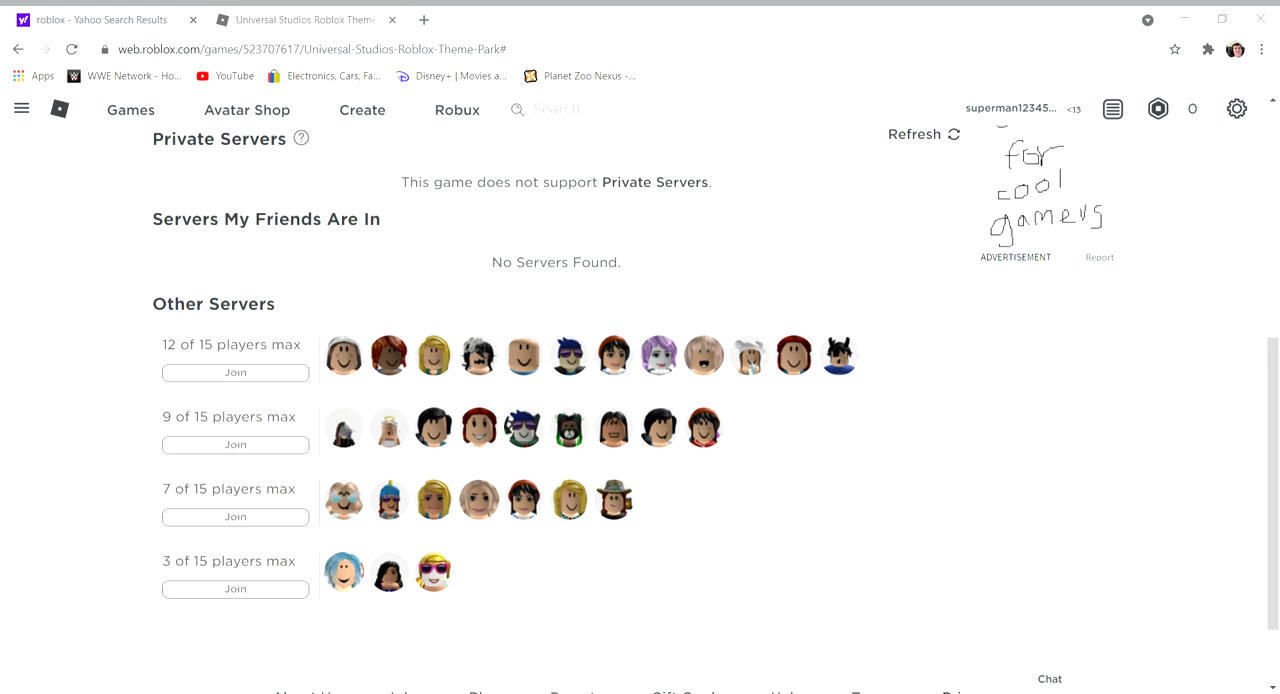 roblox - Yahoo Search Results
Universal Studios Roblox Them
web.roblox.com/games/523707617/Universal-Studios-Roblox-Theme-Park#
Apps WWE Network - Ho... YouTube Electronics, Cars, Fa... Disney+ | Movies a... Planet Zoo Nexus -...
Games Avatar Shop Create Robux Search superman12345... <13 0
Private Servers ? Refresh
for
This game does not support Private Servers.
cool
Servers My Friends Are In
gamers
ADVERTISEMENT Report
No Servers Found.
Other Servers
12 of 15 players max
Join
9 of 15 players max
Join
7 of 15 players max
Join
3 of 15 players max
Join
Chat